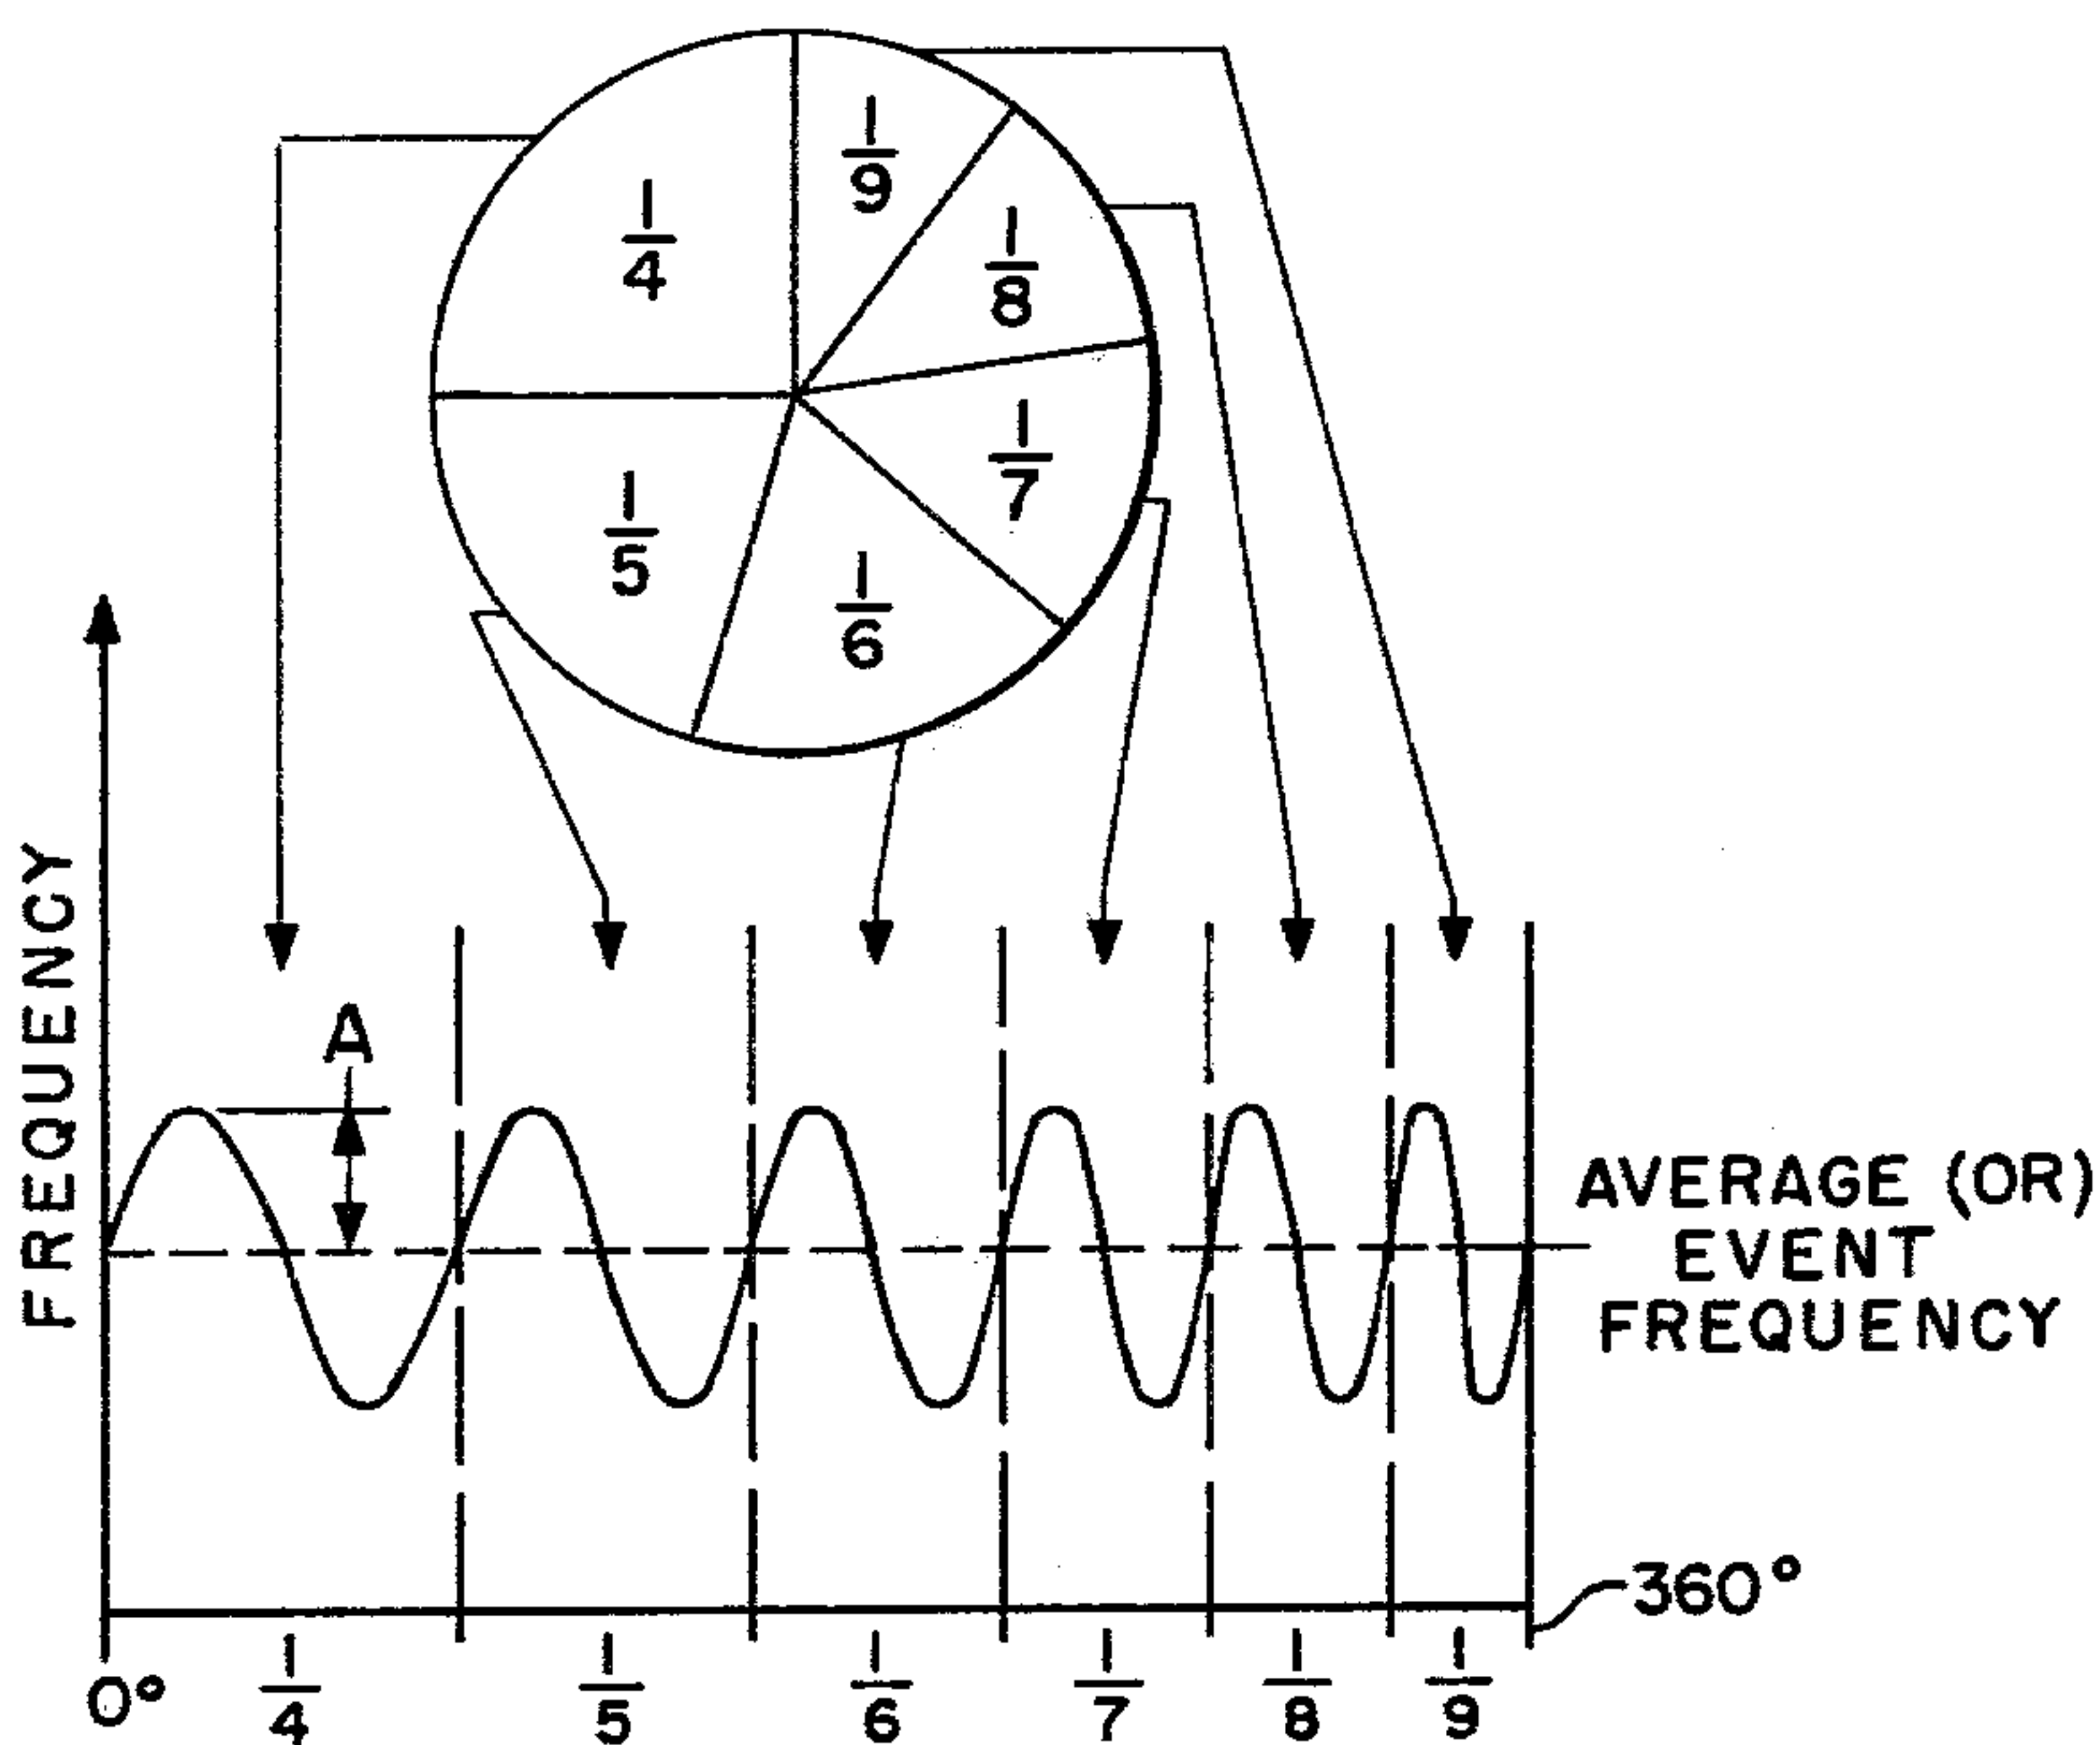 1/9
1/4
1/8
1/7
1/5
1/6
FREQUENCY
A
AVERAGE (OR)
EVENT
FREQUENCY
360°
0° 1/4 1/5 1/6 1/7 1/8 1/9